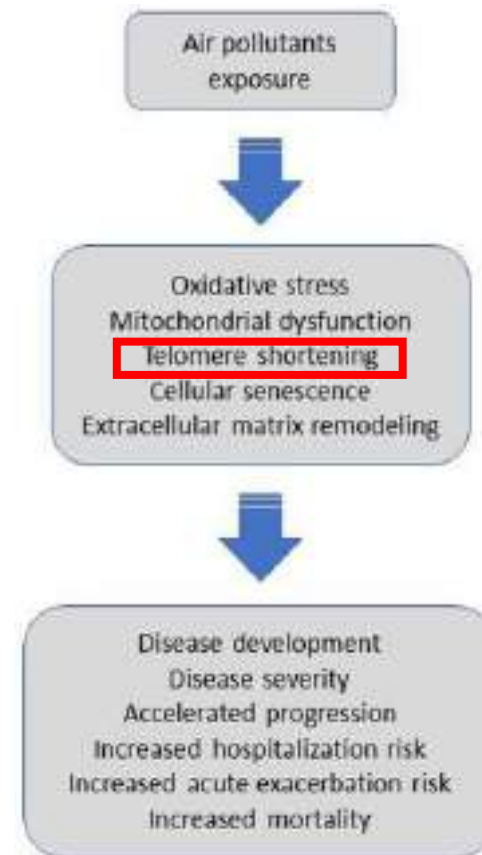 Air pollutants
exposure
Oxidative stress
Mitochondrial dysfunction
Telomere shortening
Cellular senescence
Extracellular matrix remodeling
Disease development
Disease severity
Accelerated progression
Increased hospitalization risk
Increased acute exacerbation risk
Increased mortality